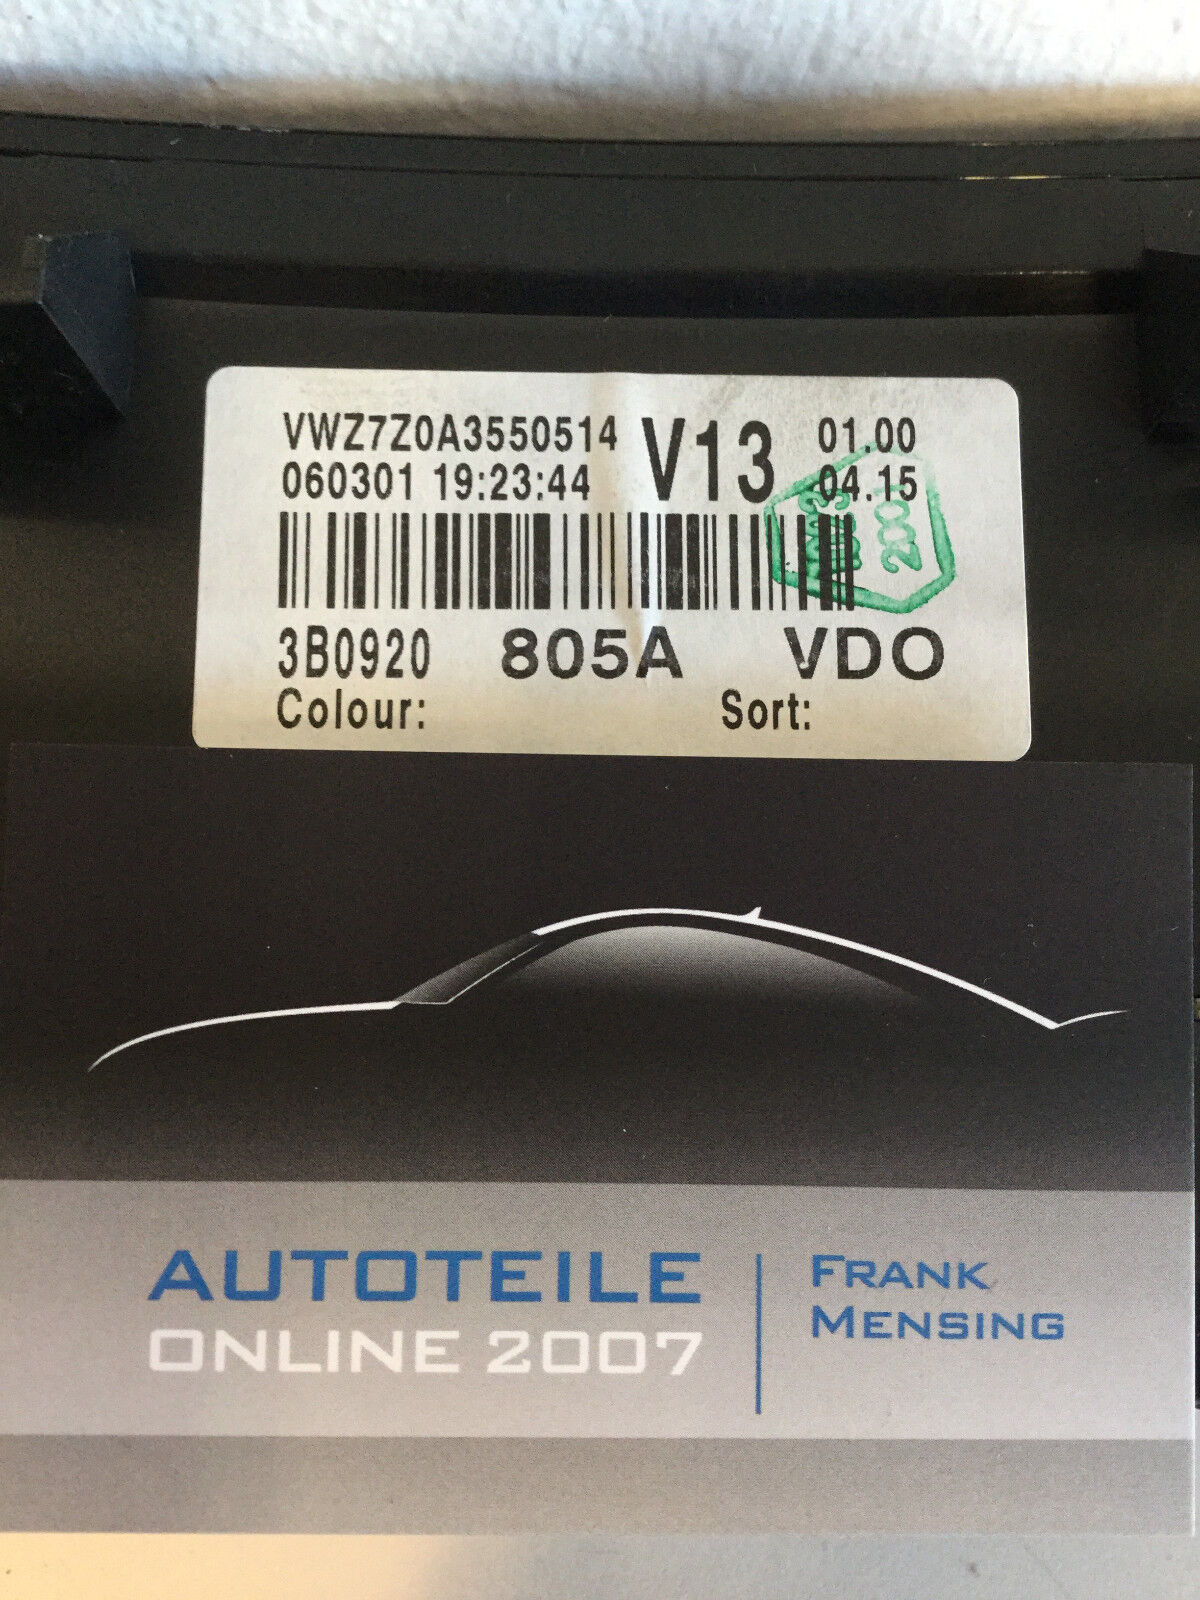 VWZ7Z0A3550514 V13 01.00
060301 19:23:44 04.15
2001
3B0920 805A VDO
Colour: Sort:
AUTOTEILE
ONLINE 2007
FRANK
MENSING